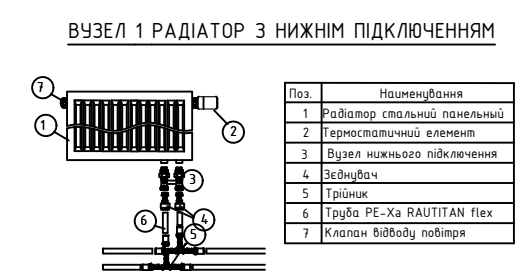 ВУЗЕЛ 1 РАДІАТОР З НИЖНІМ ПІДКЛЮЧЕННЯМ
7
1
2
3
6
4
5
Поз. Наименування
1 Радіатор стальний панельный
2 Термостатичний елемент
3 Вузел нижнього підключення
4 Зєднувач
5 Трійник
6 Труба PE-Xa RAUTITAN flex
7 Клапан відводу повітря